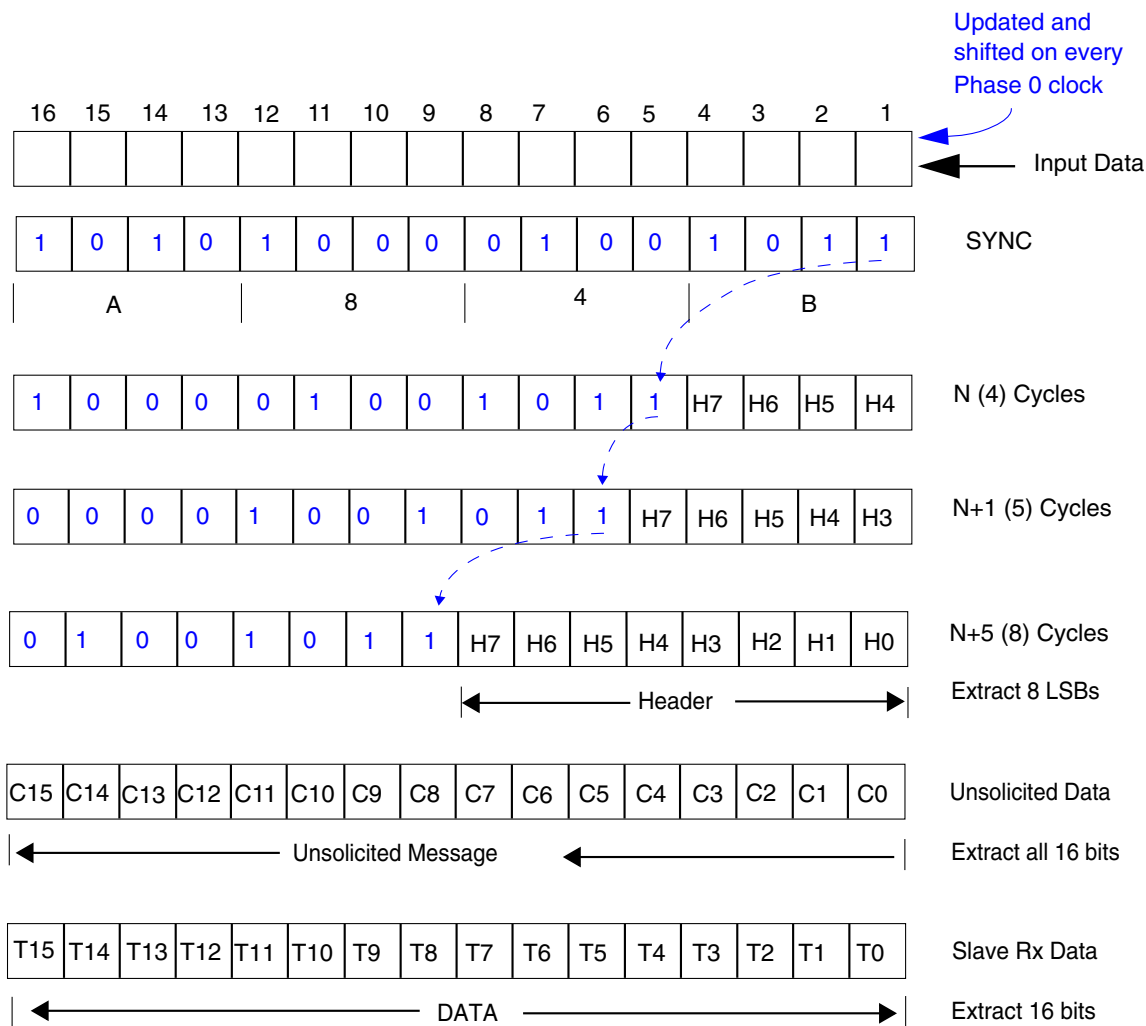 Updated and
shifted on every
Phase 0 clock
16 15 14 13 12 11 10 9 8 7 6 5 4 3 2 1
Input Data
1 0 1 0 1 0 0 0 0 1 0 0 1 0 1 1 SYNC
A 8 4 B
1 0 0 0 0 1 0 0 1 0 1 1 H7 H6 H5 H4 N (4) Cycles
0 0 0 0 1 0 0 1 0 1 1 H7 H6 H5 H4 H3 N+1 (5) Cycles
0 1 0 0 1 0 1 1 H7 H6 H5 H4 H3 H2 H1 H0 N+5 (8) Cycles
Header Extract 8 LSBs
C15 C14 C13 C12 C11 C10 C9 C8 C7 C6 C5 C4 C3 C2 C1 C0 Unsolicited Data
Unsolicited Message Extract all 16 bits
T15 T14 T13 T12 T11 T10 T9 T8 T7 T6 T5 T4 T3 T2 T1 T0 Slave Rx Data
DATA Extract 16 bits